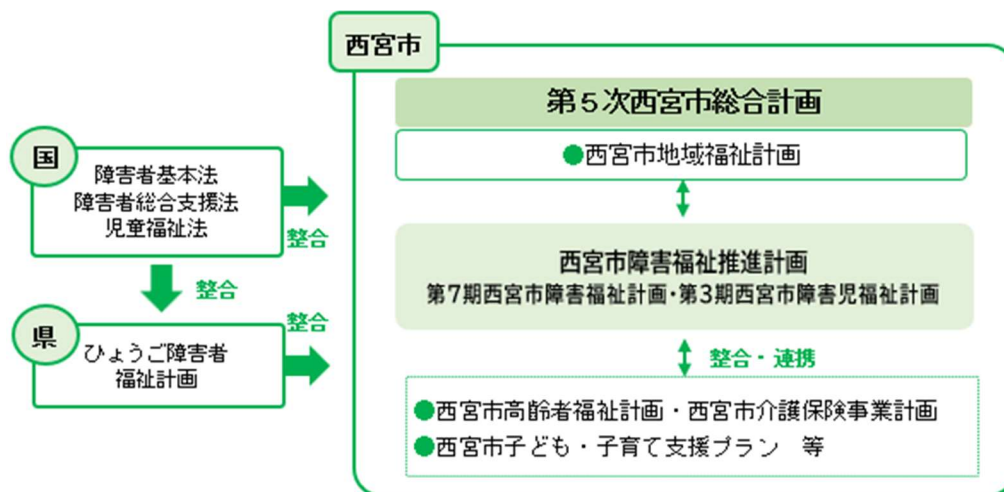 西宮市
第５次西宮市総合計画
●西宮市地域福祉計画
国
障害者基本法
障害者総合支援法
児童福祉法
整合
整合
西宮市障害福祉推進計画
第7期西宮市障害福祉計画・第3期西宮市障害児福祉計画
県
ひょうご障害者
福祉計画
整合
整合・連携
●西宮市高齢者福祉計画・西宮市介護保険事業計画
●西宮市子ども・子育て支援プラン　等